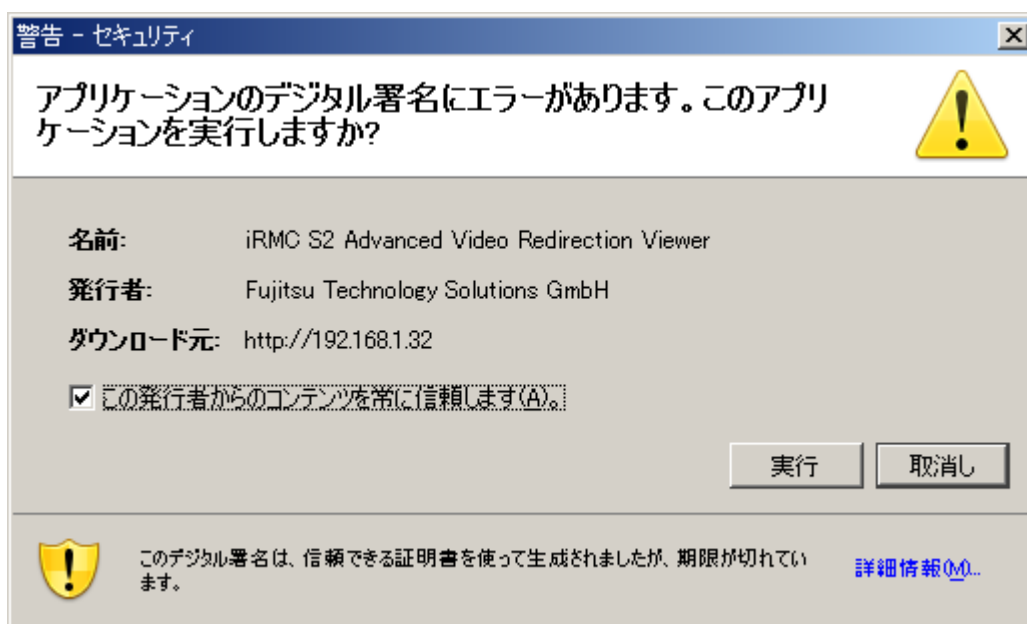 警告 - セキュリティ
アプリケーションのデジタル署名にエラーがあります。このアプリ
ケーションを実行しますか?
名前: iRMC S2 Advanced Video Redirection Viewer
発行者: Fujitsu Technology Solutions GmbH
ダウンロード元: http://192.168.1.32
この発行者からのコンテンツを常に信頼します(A)。
実行 取消し
このデジタル署名は、信頼できる証明書を使って生成されましたが、期限が切れてい
ます。
詳細情報(M)...